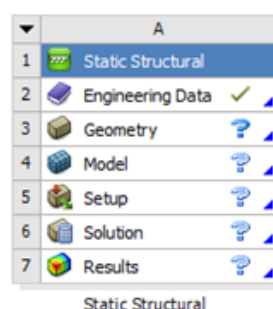 A
1 Static Structural
2 Engineering Data
3 Geometry
4 Model
5 Setup
6 Solution
7 Results
Static Structural